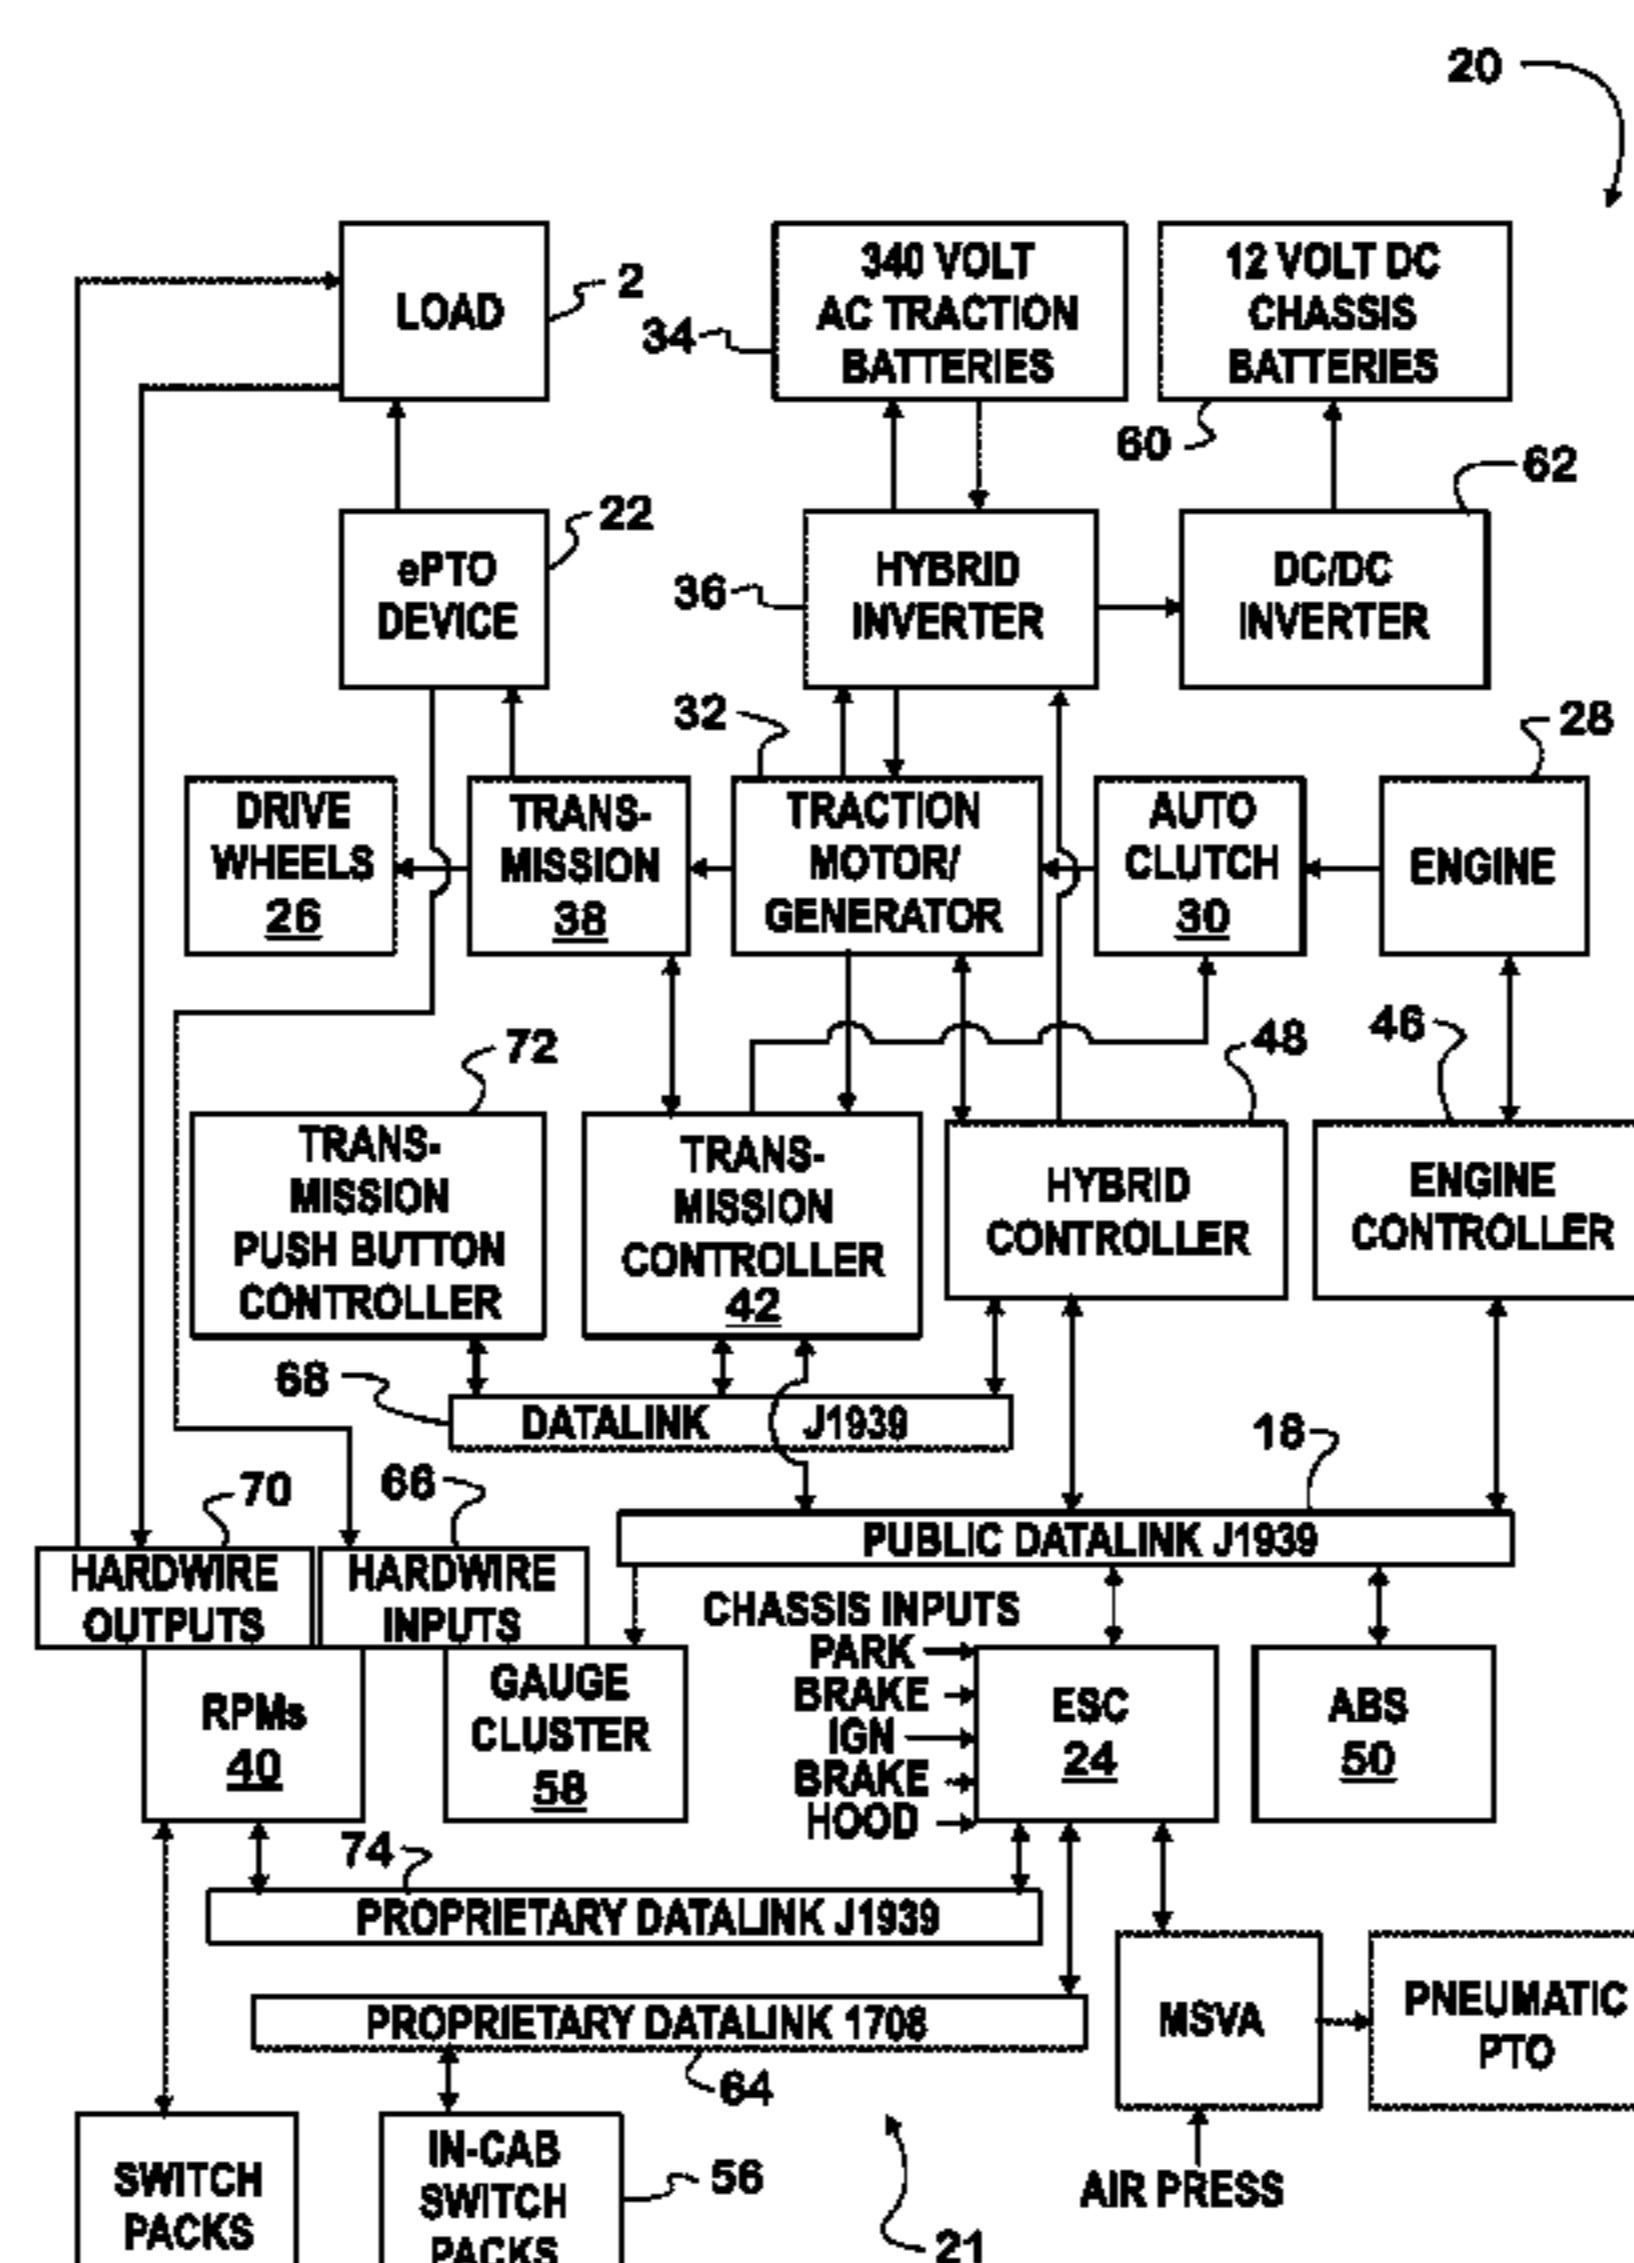 20
LOAD
2
34
340 VOLT
AC TRACTION
BATTERIES
12 VOLT DC
CHASSIS
BATTERIES
60
62
ePTO
DEVICE
22
36
HYBRID
INVERTER
DC/DC
INVERTER
32
28
DRIVE
WHEELS
26
TRANS-
MISSION
38
TRACTION
MOTOR/
GENERATOR
AUTO
CLUTCH
30
ENGINE
72
48
46
TRANS-
MISSION
PUSH BUTTON
CONTROLLER
TRANS-
MISSION
CONTROLLER
42
HYBRID
CONTROLLER
ENGINE
CONTROLLER
68
DATALINK J1939
18
70
66
PUBLIC DATALINK J1939
HARDWIRE
OUTPUTS
HARDWIRE
INPUTS
RPMs
40
GAUGE
CLUSTER
58
CHASSIS INPUTS
PARK
BRAKE
IGN
BRAKE
HOOD
ESC
24
ABS
50
74
PROPRIETARY DATALINK J1939
PROPRIETARY DATALINK 1708
64
MSVA
PNEUMATIC
PTO
AIR PRESS
SWITCH
PACKS
IN-CAB
SWITCH
PACKS
56
21